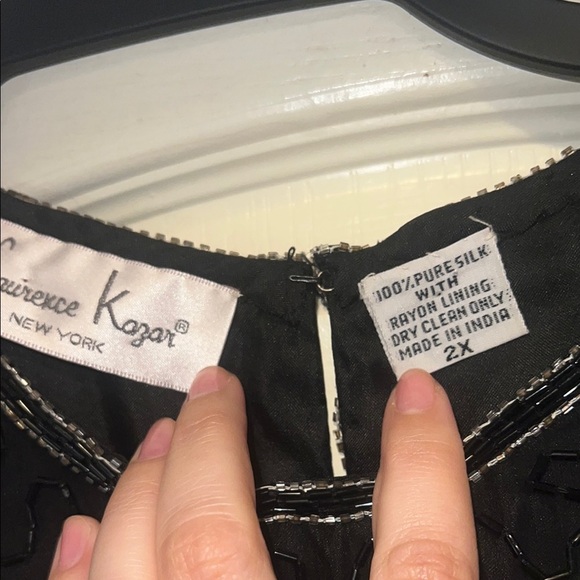 Laurence Kazar®
NEW YORK
100% PURE SILK
WITH
RAYON LINING
DRY CLEAN ONLY
MADE IN INDIA
2X